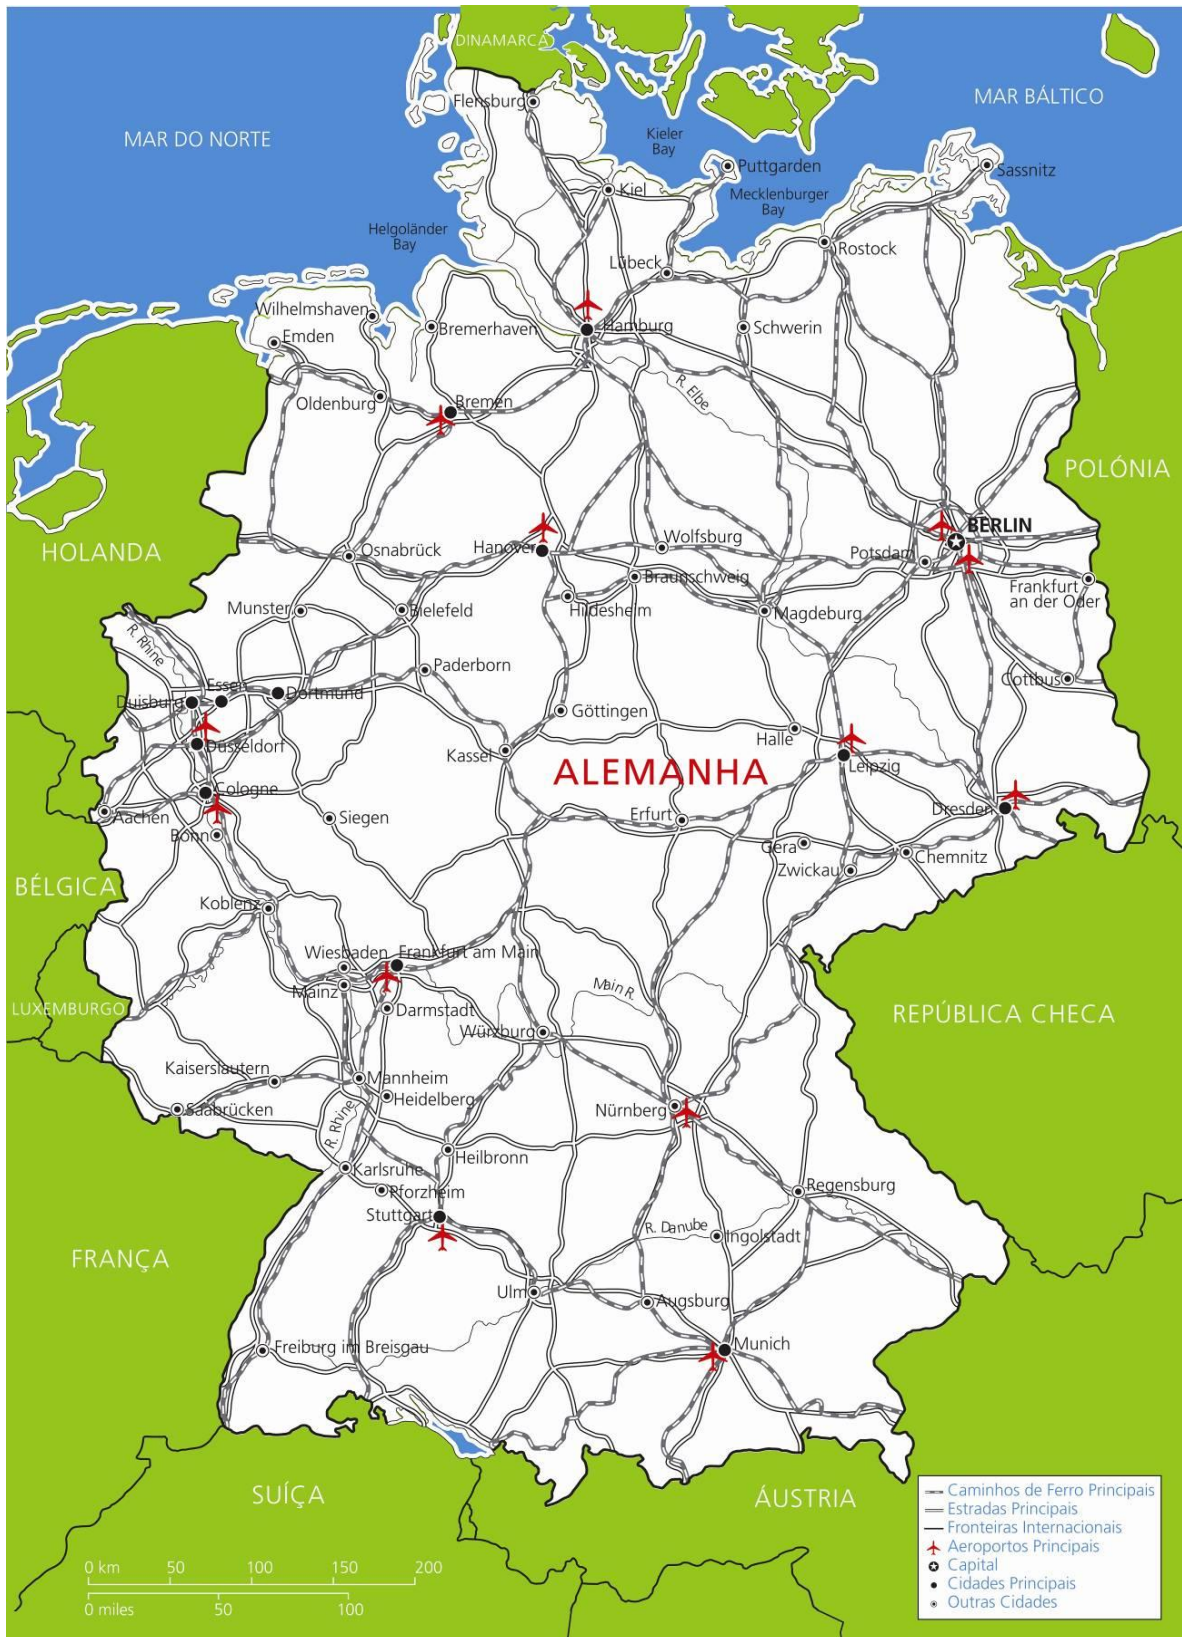 DINAMARCA
MAR BÁLTICO
MAR DO NORTE
Flensburg
Kieler
Bay
Puttgarden
Sassnitz
Kiel
Mecklenburger
Bay
Helgoländer
Bay
Rostock
Lübeck
Wilhelmshaven
Bremerhaven
Hamburg
Schwerin
Emden
R. Elbe
Oldenburg
Bremen
POLÓNIA
HOLANDA
BERLIN
Osnabrück
Hanover
Wolfsburg
Potsdam
Braunschweig
Frankfurt
an der Oder
Munster
Bielefeld
Hildesheim
Magdeburg
R. Rhine
Paderborn
Cottbus
Duisburg
Essen
Dortmund
Göttingen
Halle
Düsseldorf
Kassel
ALEMANHA
Leipzig
Cologne
Aachen
Siegen
Erfurt
Dresden
Bonn
Gera
Chemnitz
Zwickau
BÉLGICA
Koblenz
Wiesbaden
Frankfurt am Main
Mainz
Main R.
LUXEMBURGO
Darmstadt
REPÚBLICA CHECA
Würzburg
Kaiserslautern
Mannheim
Heidelberg
Saabrücken
Nürnberg
R. Rhine
Heilbronn
Karlsruhe
Pforzheim
Regensburg
Stuttgart
R. Danube
Ingolstadt
FRANÇA
Ulm
Augsburg
Freiburg im Breisgau
Munich
SUÍÇA
ÁUSTRIA
Caminhos de Ferro Principais
Estradas Principais
Fronteiras Internacionais
Aeroportos Principais
Capital
Cidades Principais
Outras Cidades
0 km 50 100 150 200
0 miles 50 100